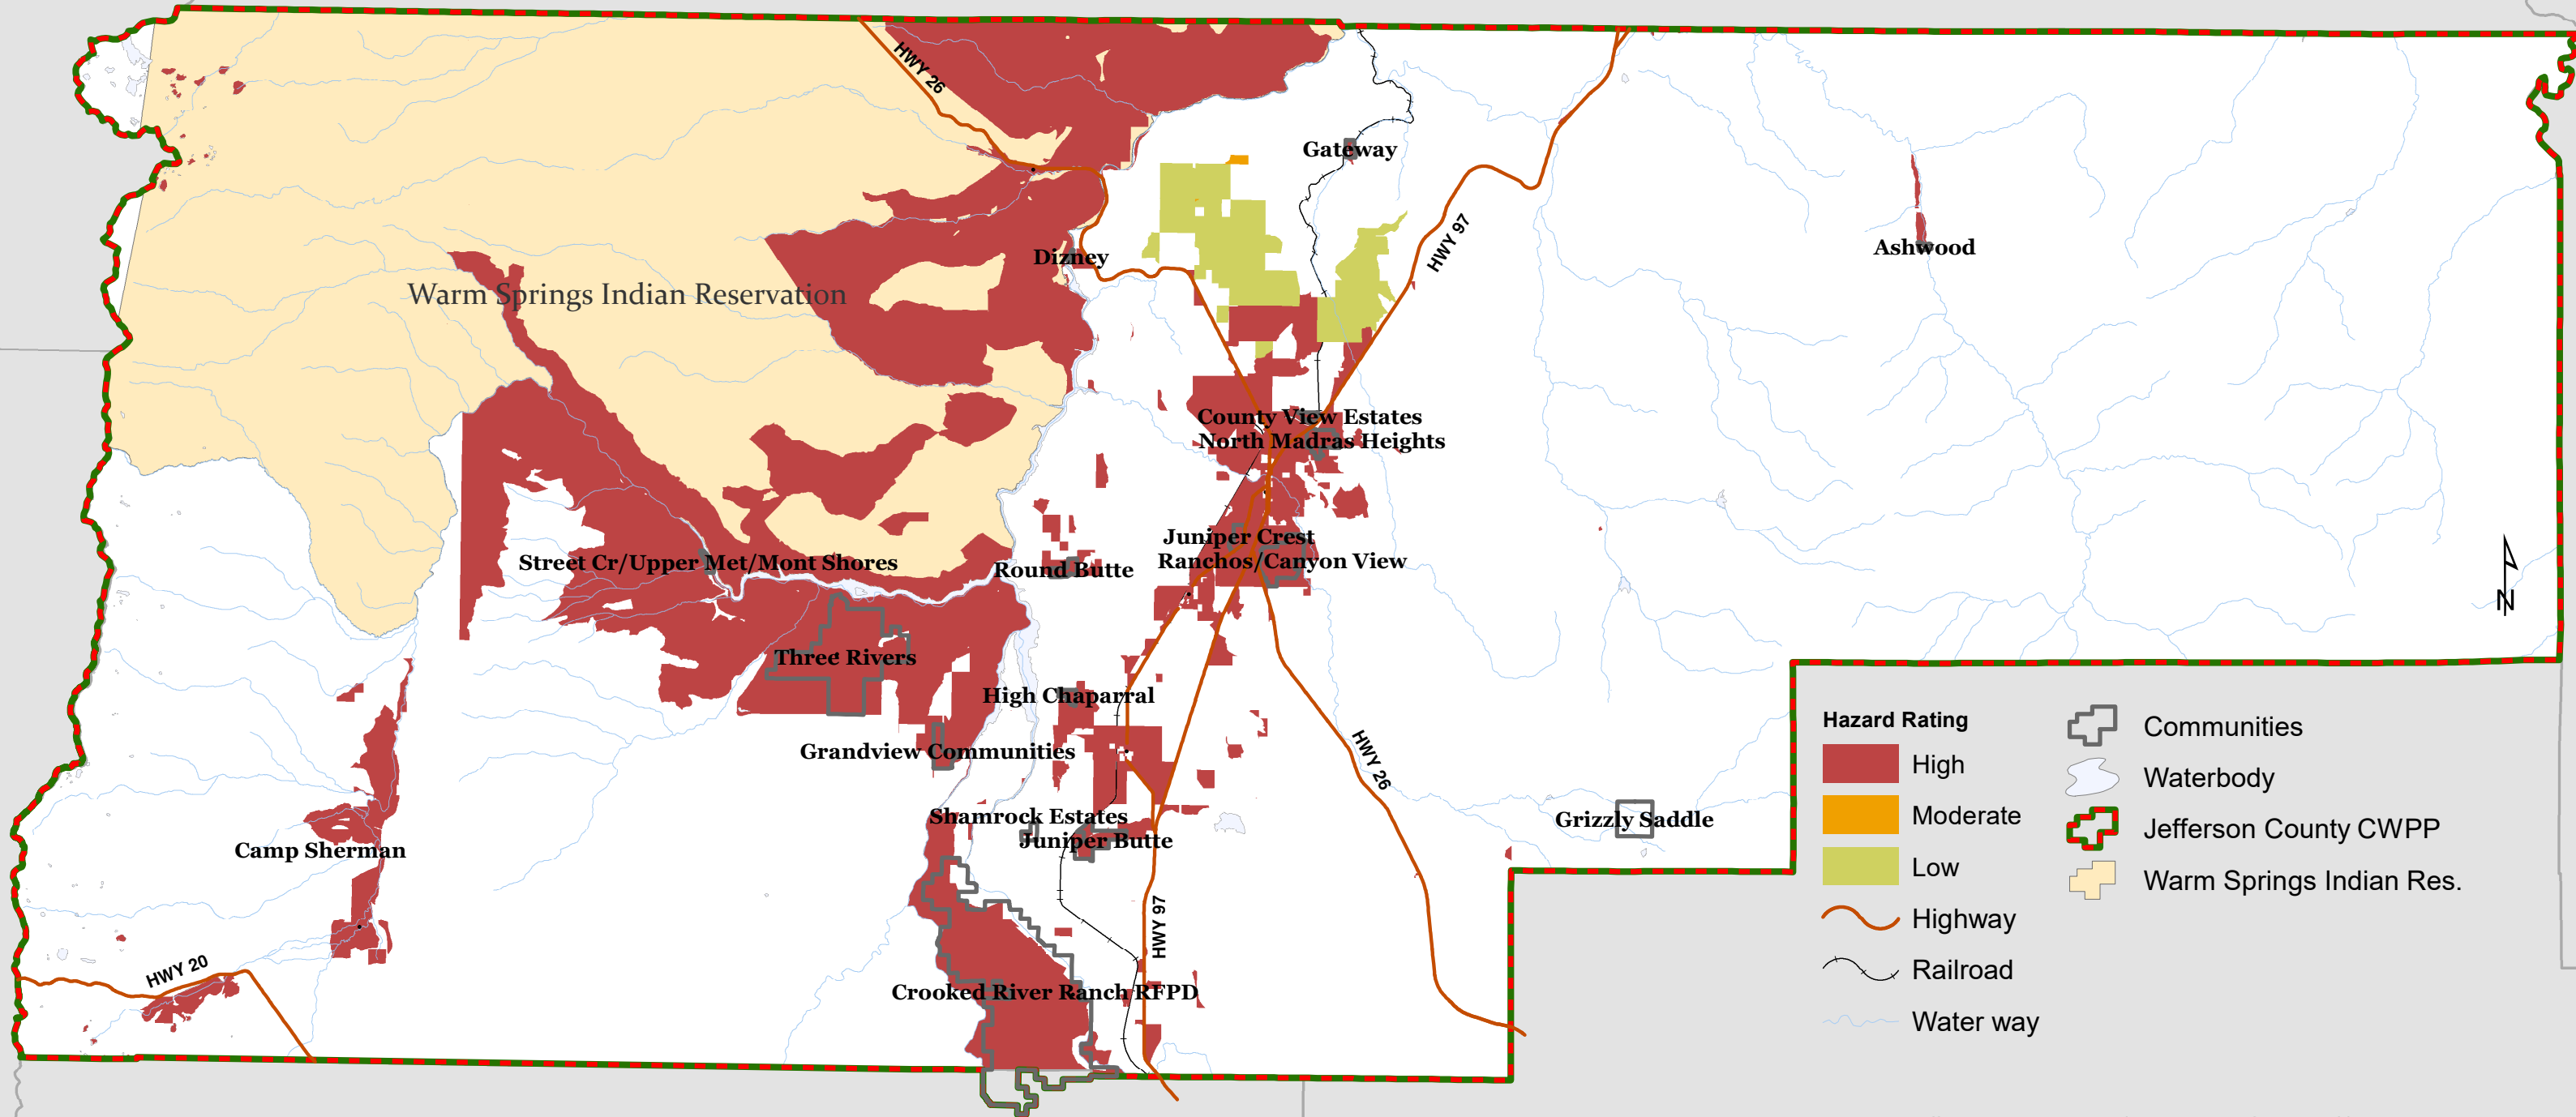 HWY 26
Gateway
HWY 97
Ashwood
Dizney
Warm Springs Indian Reservation
County View Estates
North Madras Heights
Juniper Crest
Ranchos/Canyon View
Street Cr/Upper Met/Mont Shores
Round Butte
N
Three Rivers
High Chaparral
Grandview Communities
HWY 26
Shamrock Estates
Juniper Butte
Grizzly Saddle
Camp Sherman
HWY 97
HWY 20
Crooked River Ranch RFPD
Hazard Rating
High
Moderate
Low
Highway
Railroad
Water way
Communities
Waterbody
Jefferson County CWPP
Warm Springs Indian Res.